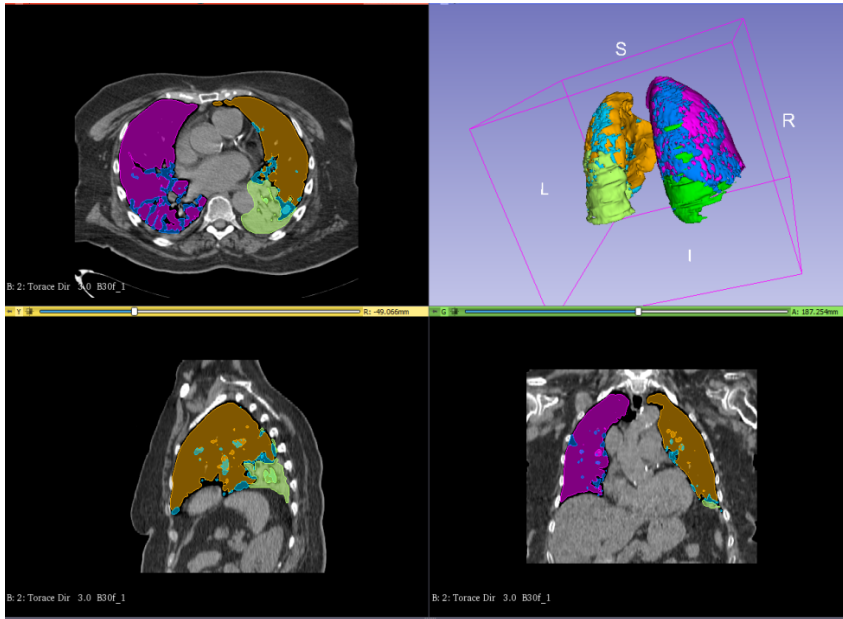 S
R
L
I
B: 2: Torace Dir 3.0 B30f_1
Y R: -49.066mm
G A: 187.254mm
B: 2: Torace Dir 3.0 B30f_1
B: 2: Torace Dir 3.0 B30f_1